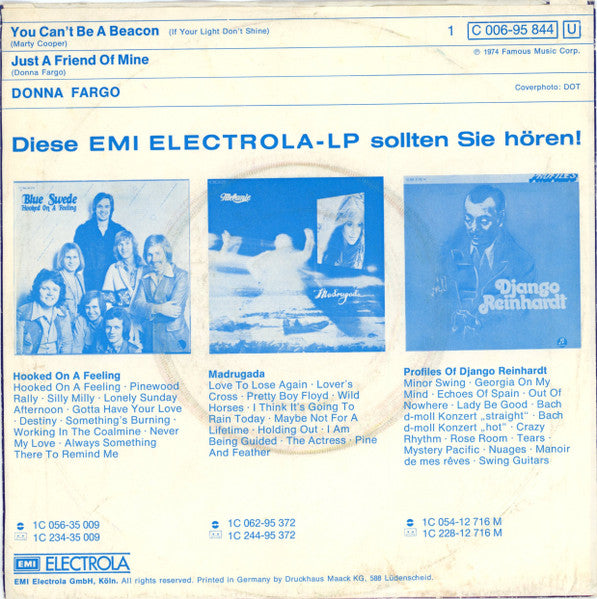 You Can't Be A Beacon (If Your Light Don't Shine) 1 C 006-95 844 U
(Marty Cooper)
℗ 1974 Famous Music Corp.
Just A Friend Of Mine
(Donna Fargo)
DONNA FARGO
Coverphoto: DOT
Diese EMI ELECTROLA-LP sollten Sie hören!
Blue Swede
Hooked On A Feeling
Melanie
Madrugada
PROFILES
Django
Reinhardt
Hooked On A Feeling
Hooked On A Feeling · Pinewood
Rally · Silly Milly · Lonely Sunday
Afternoon · Gotta Have Your Love
· Destiny · Something's Burning ·
Working In The Coalmine · Never
My Love · Always Something
There To Remind Me
1C 056-35 009
1C 234-35 009
Madrugada
Love To Lose Again · Lover's
Cross · Pretty Boy Floyd · Wild
Horses · I Think It's Going To
Rain Today · Maybe Not For A
Lifetime · Holding Out · I Am
Being Guided · The Actress · Pine
And Feather
1C 062-95 372
1C 244-95 372
Profiles Of Django Reinhardt
Minor Swing · Georgia On My
Mind · Echoes Of Spain · Out Of
Nowhere · Lady Be Good · Bach
d-moll Konzert „straight" · Bach
d-moll Konzert „hot" · Crazy
Rhythm · Rose Room · Tears ·
Mystery Pacific · Nuages · Manoir
de mes rêves · Swing Guitars
1C 054-12 716 M
1C 228-12 716 M
EMI ELECTROLA
EMI Electrola GmbH, Köln. All rights reserved. Printed in Germany by Druckhaus Maack KG, 588 Lüdenscheid.